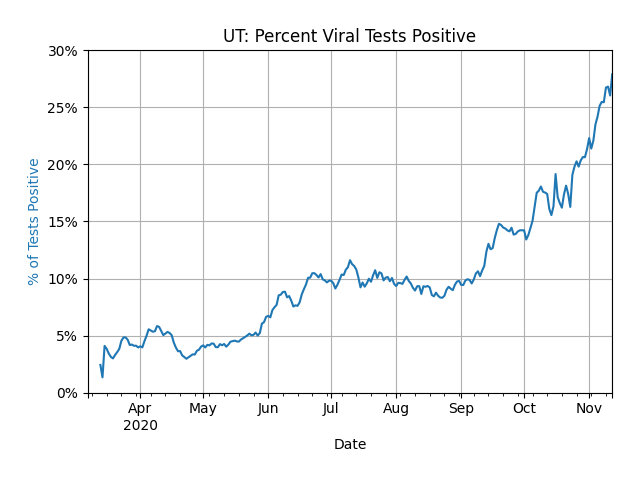 UT: Percent Viral Tests Positive
30%
25%
20%
15%
10%
5%
0%
% of Tests Positive
Apr May Jun Jul Aug Sep Oct Nov
2020
Date